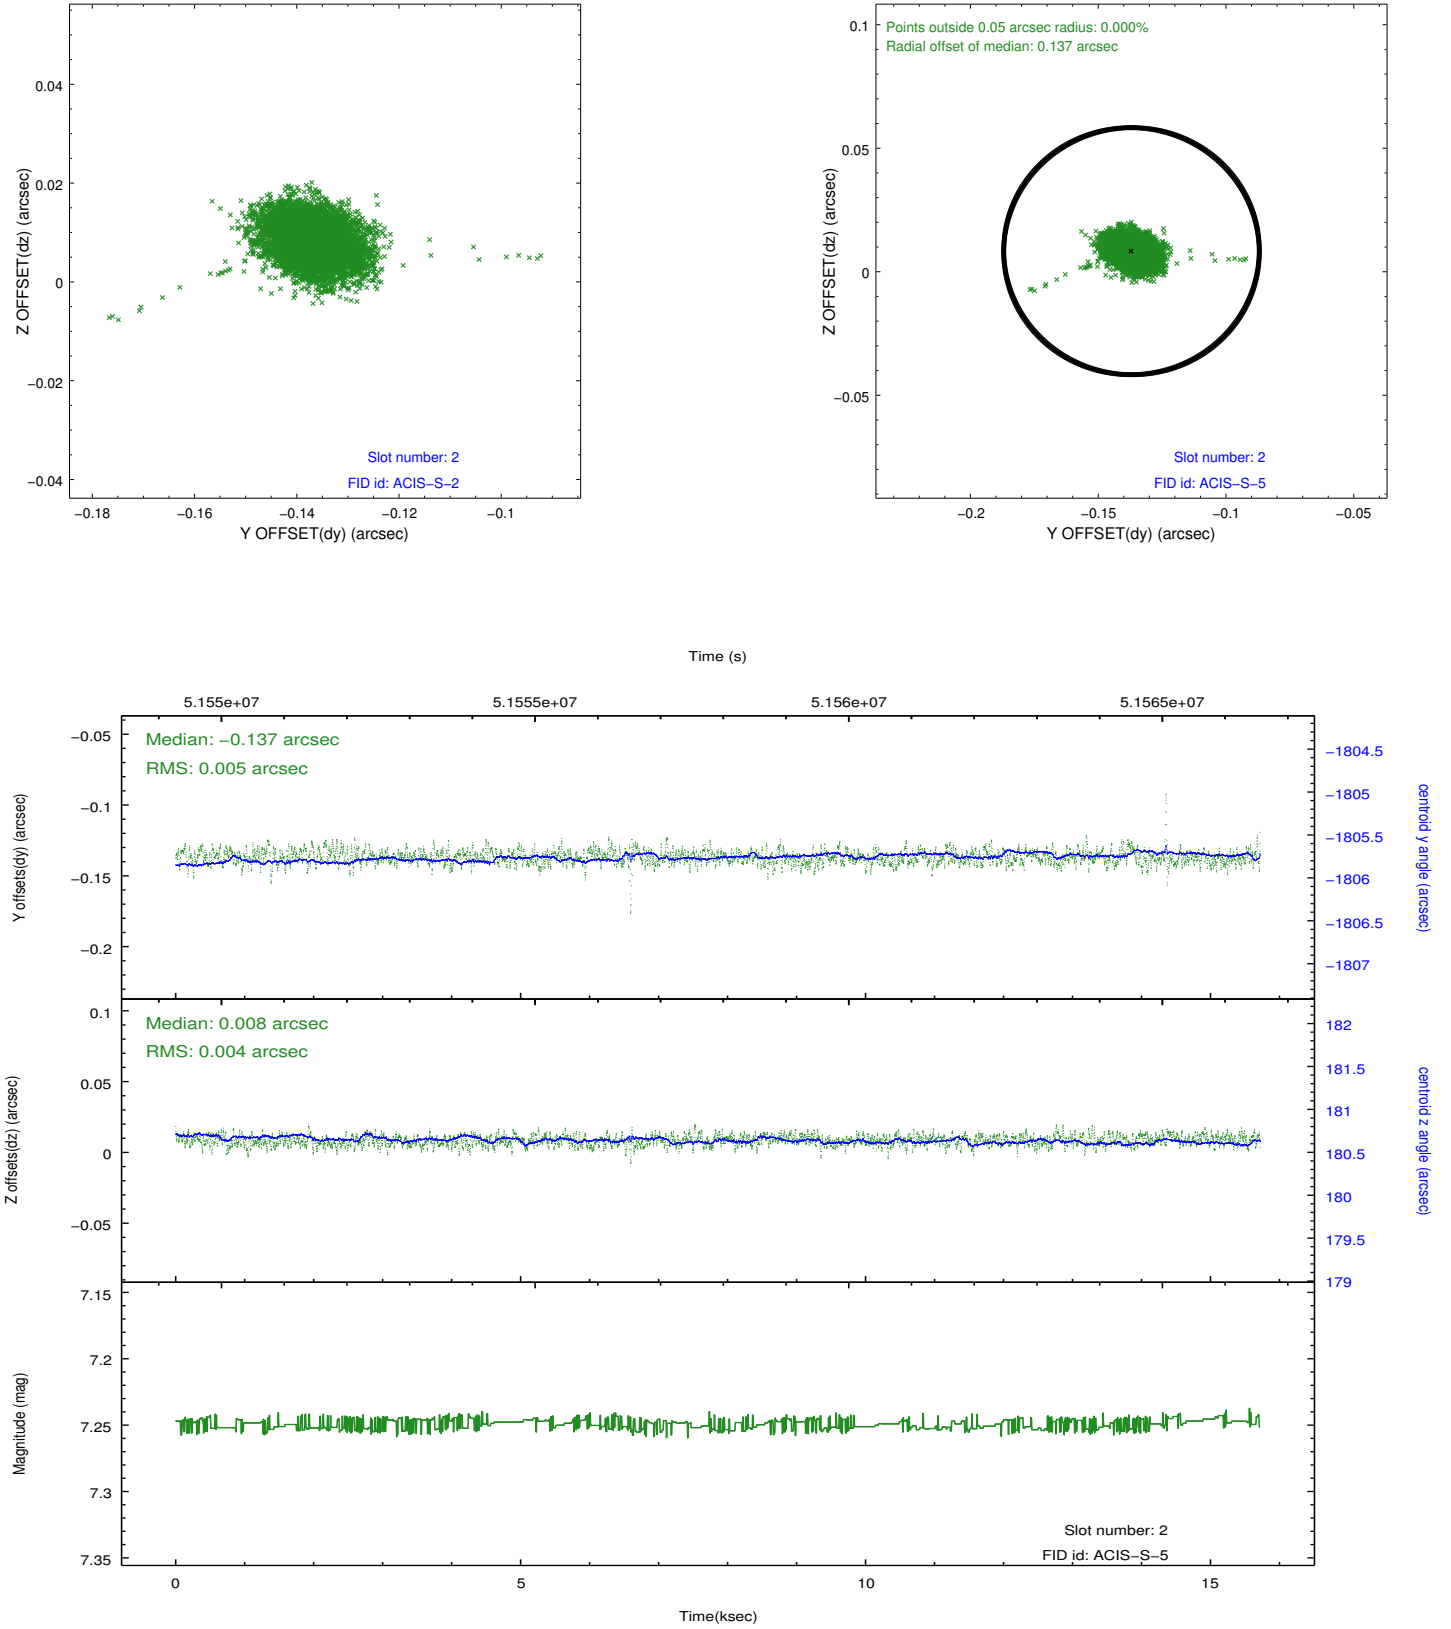 0.04
0.02
0
−0.02
−0.04
Z OFFSET(dz) (arcsec)
Slot number: 2
FID id: ACIS−S−2
−0.18
−0.16
−0.14
−0.12
−0.1
Y OFFSET(dy) (arcsec)
Points outside 0.05 arcsec radius: 0.000%
Radial offset of median: 0.137 arcsec
0.1
0.05
0
−0.05
Z OFFSET(dz) (arcsec)
Slot number: 2
FID id: ACIS−S−5
−0.2
−0.15
−0.1
−0.05
Y OFFSET(dy) (arcsec)
Time (s)
5.155e+07
5.1555e+07
5.156e+07
5.1565e+07
Median: −0.137 arcsec
RMS: 0.005 arcsec
−0.05
−0.1
−0.15
−0.2
Y offsets(dy) (arcsec)
−1804.5
−1805
−1805.5
−1806
−1806.5
−1807
centroid y angle (arcsec)
Median: 0.008 arcsec
RMS: 0.004 arcsec
0.1
0.05
0
−0.05
Z offsets(dz) (arcsec)
182
181.5
181
180.5
180
179.5
179
centroid z angle (arcsec)
7.15
7.2
7.25
7.3
7.35
Magnitude (mag)
Slot number: 2
FID id: ACIS−S−5
0
5
10
15
Time(ksec)